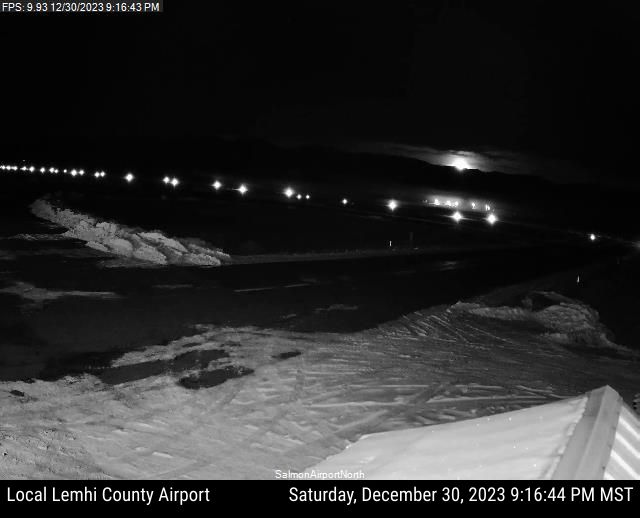 FPS: 9.93 12/30/2023 9:16:43 PM
SalmonAirportNorth
Local Lemhi County Airport Saturday, December 30, 2023 9:16:44 PM MST